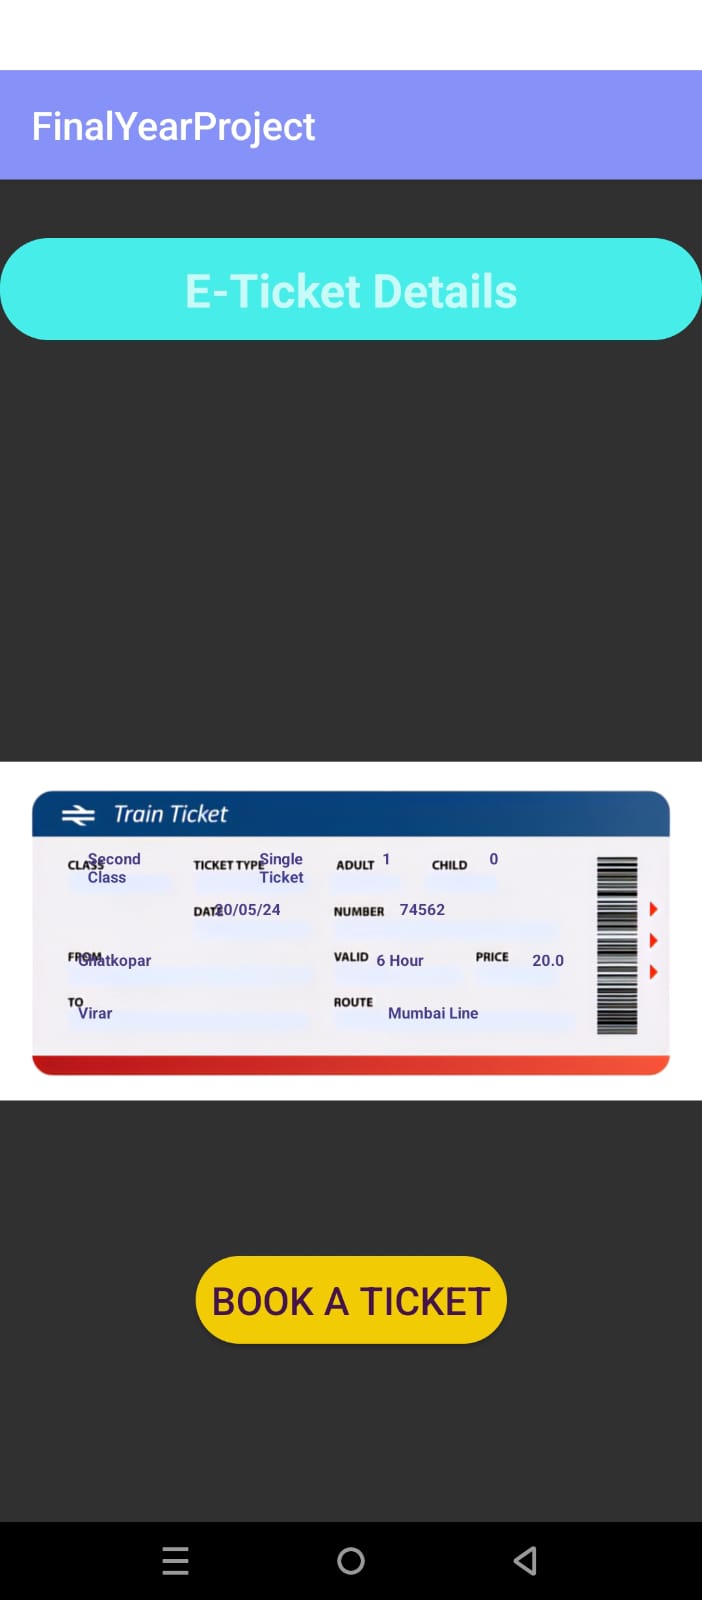 FinalYearProject
E-Ticket Details
Train Ticket
CLASS Second Class
TICKET TYPE Single Ticket
ADULT 1
CHILD 0
DATE 20/05/24
NUMBER 74562
FROM Ghatkopar
VALID 6 Hour
PRICE 20.0
TO Virar
ROUTE Mumbai Line
BOOK A TICKET